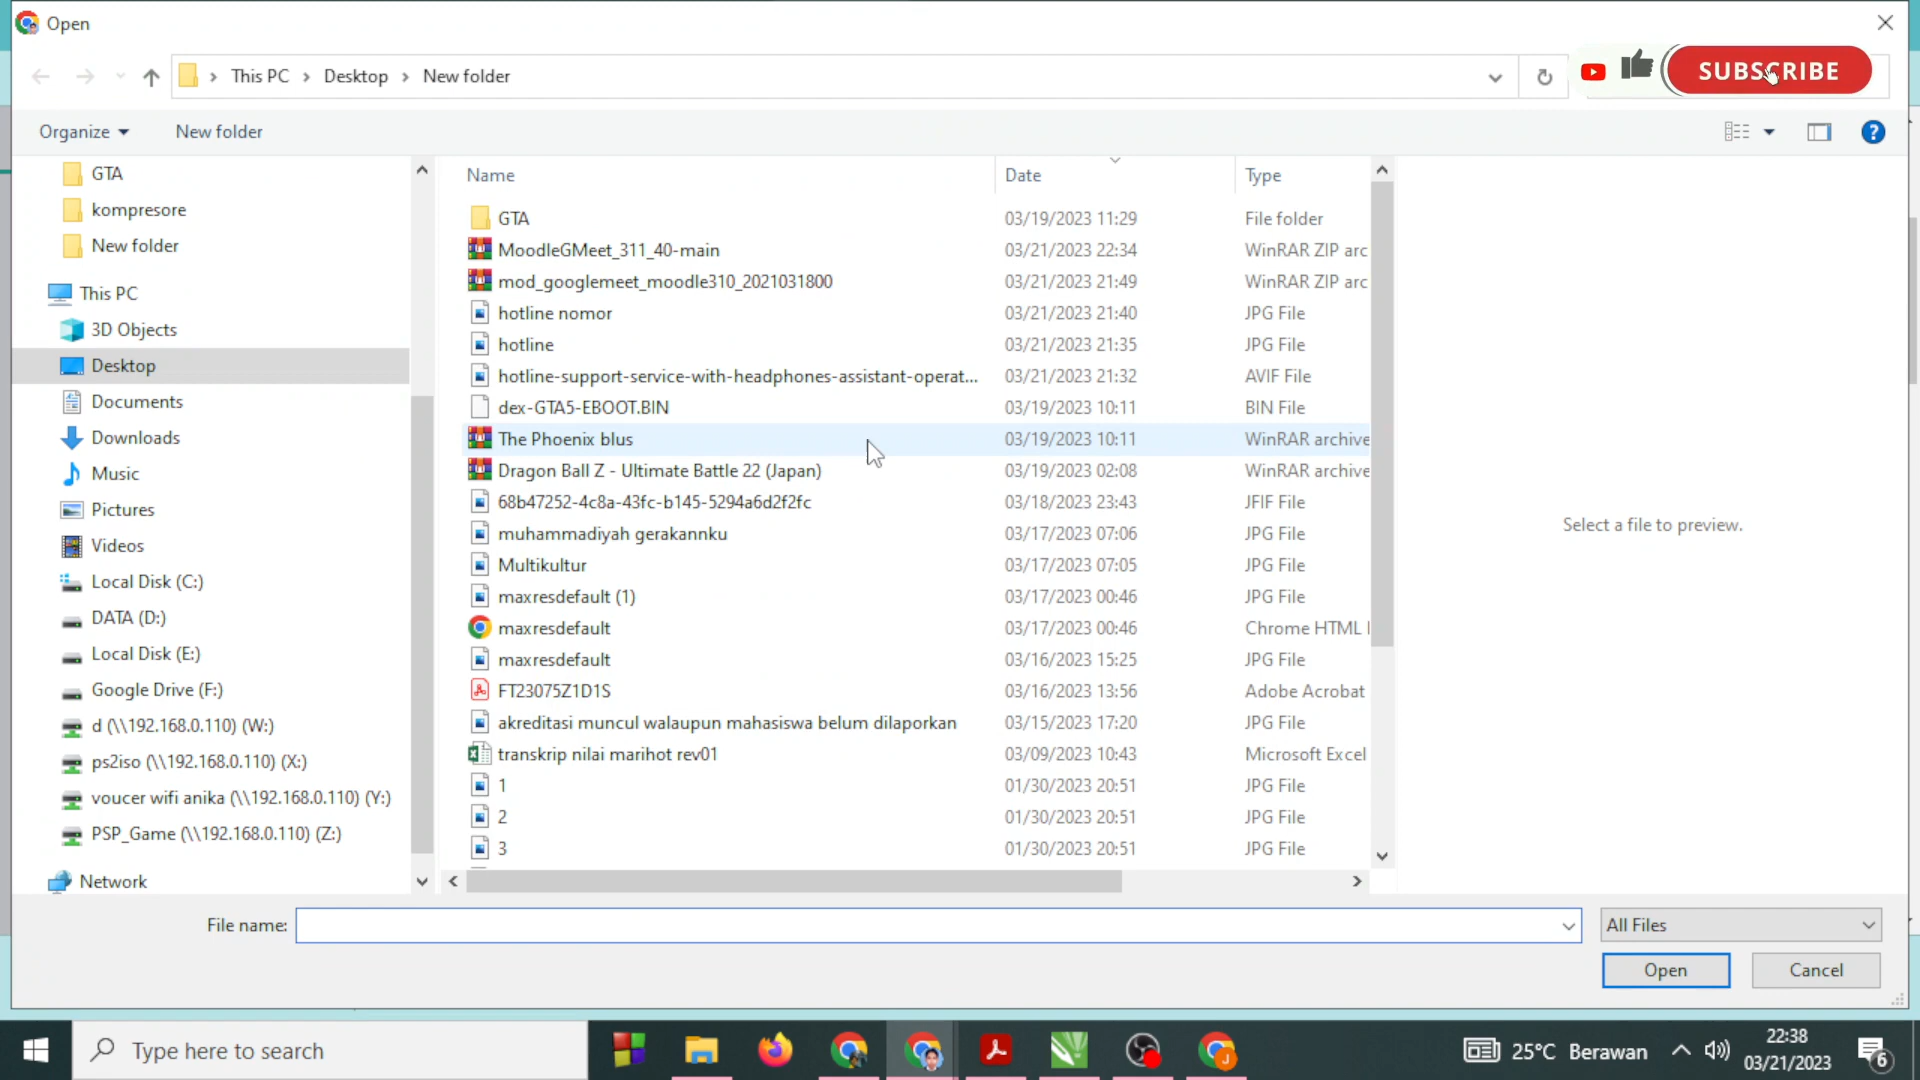 Open
This PC > Desktop > New folder
SUBSCRIBE
Organize
New folder
GTA
kompresore
New folder
This PC
3D Objects
Desktop
Documents
Downloads
Music
Pictures
Videos
Local Disk (C:)
DATA (D:)
Local Disk (E:)
Google Drive (F:)
d (\\192.168.0.110) (W:)
ps2iso (\\192.168.0.110) (X:)
voucer wifi anika (\\192.168.0.110) (Y:)
PSP_Game (\\192.168.0.110) (Z:)
Network
Name Date Type
GTA 03/19/2023 11:29 File folder
MoodleGMeet_311_40-main 03/21/2023 22:34 WinRAR ZIP arc
mod_googlemeet_moodle310_2021031800 03/21/2023 21:49 WinRAR ZIP arc
hotline nomor 03/21/2023 21:40 JPG File
hotline 03/21/2023 21:35 JPG File
hotline-support-service-with-headphones-assistant-operat... 03/21/2023 21:32 AVIF File
dex-GTA5-EBOOT.BIN 03/19/2023 10:11 BIN File
The Phoenix blus 03/19/2023 10:11 WinRAR archive
Dragon Ball Z - Ultimate Battle 22 (Japan) 03/19/2023 02:08 WinRAR archive
68b47252-4c8a-43fc-b145-5294a6d2f2fc 03/18/2023 23:43 JFIF File
muhammadiyah gerakannku 03/17/2023 07:06 JPG File
Multikultur 03/17/2023 07:05 JPG File
maxresdefault (1) 03/17/2023 00:46 JPG File
maxresdefault 03/17/2023 00:46 Chrome HTML
maxresdefault 03/16/2023 15:25 JPG File
FT23075Z1D1S 03/16/2023 13:56 Adobe Acrobat
akreditasi muncul walaupun mahasiswa belum dilaporkan 03/15/2023 17:20 JPG File
transkrip nilai marihot rev01 03/09/2023 10:43 Microsoft Excel
1 01/30/2023 20:51 JPG File
2 01/30/2023 20:51 JPG File
3 01/30/2023 20:51 JPG File
Select a file to preview.
File name:
All Files
Open Cancel
Type here to search
25°C Berawan
22:38
03/21/2023
6